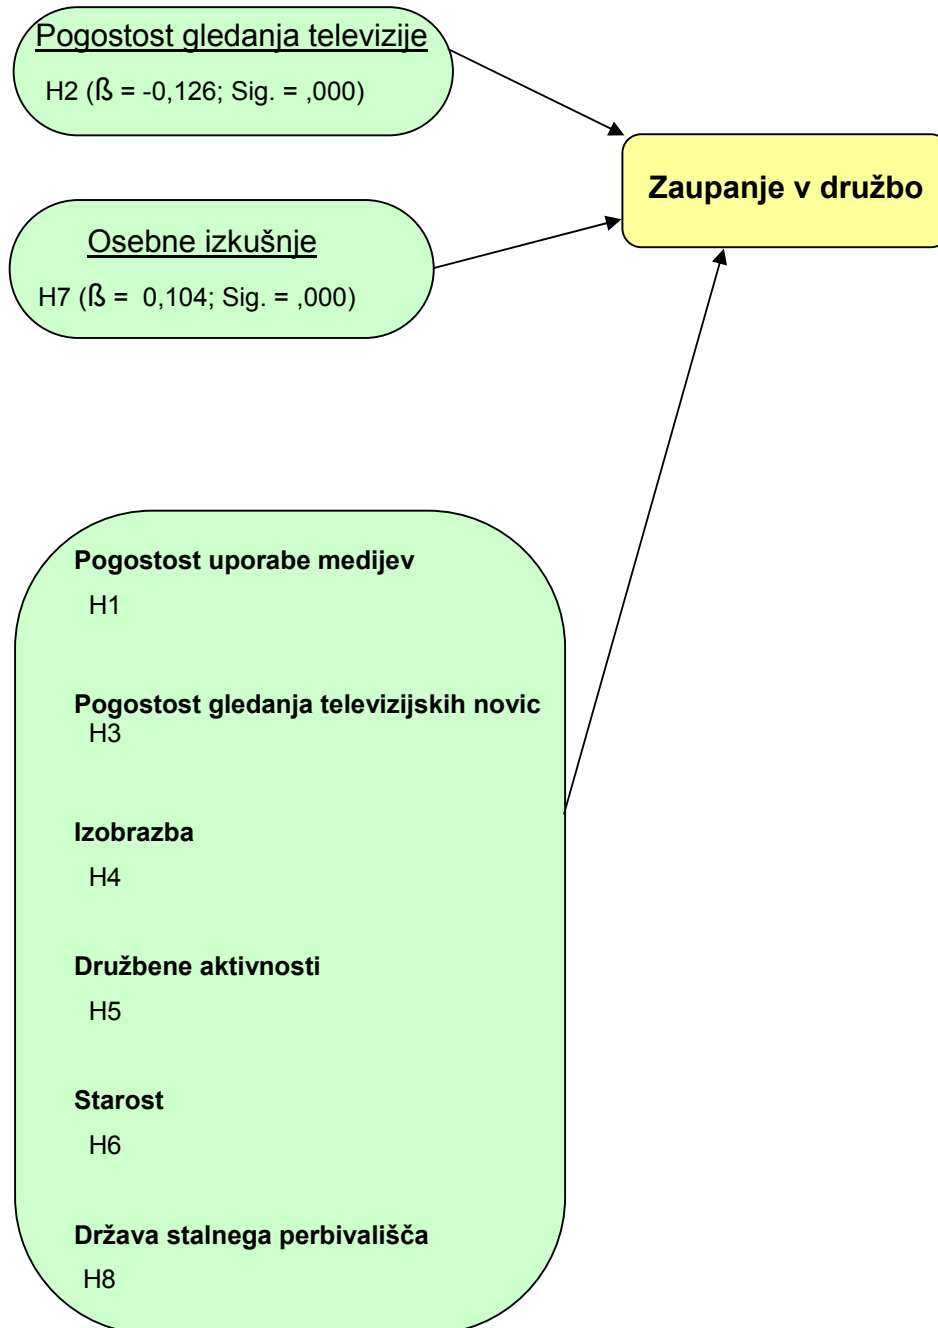 Pogostost gledanja televizije
H2 (ß = -0,126; Sig. = ,000)
Zaupanje v družbo
Osebne izkušnje
H7 (ß =  0,104; Sig. = ,000)
Pogostost uporabe medijev
H1
Pogostost gledanja televizijskih novic
H3
Izobrazba
H4
Družbene aktivnosti
H5
Starost
H6
Država stalnega perbivališča
H8